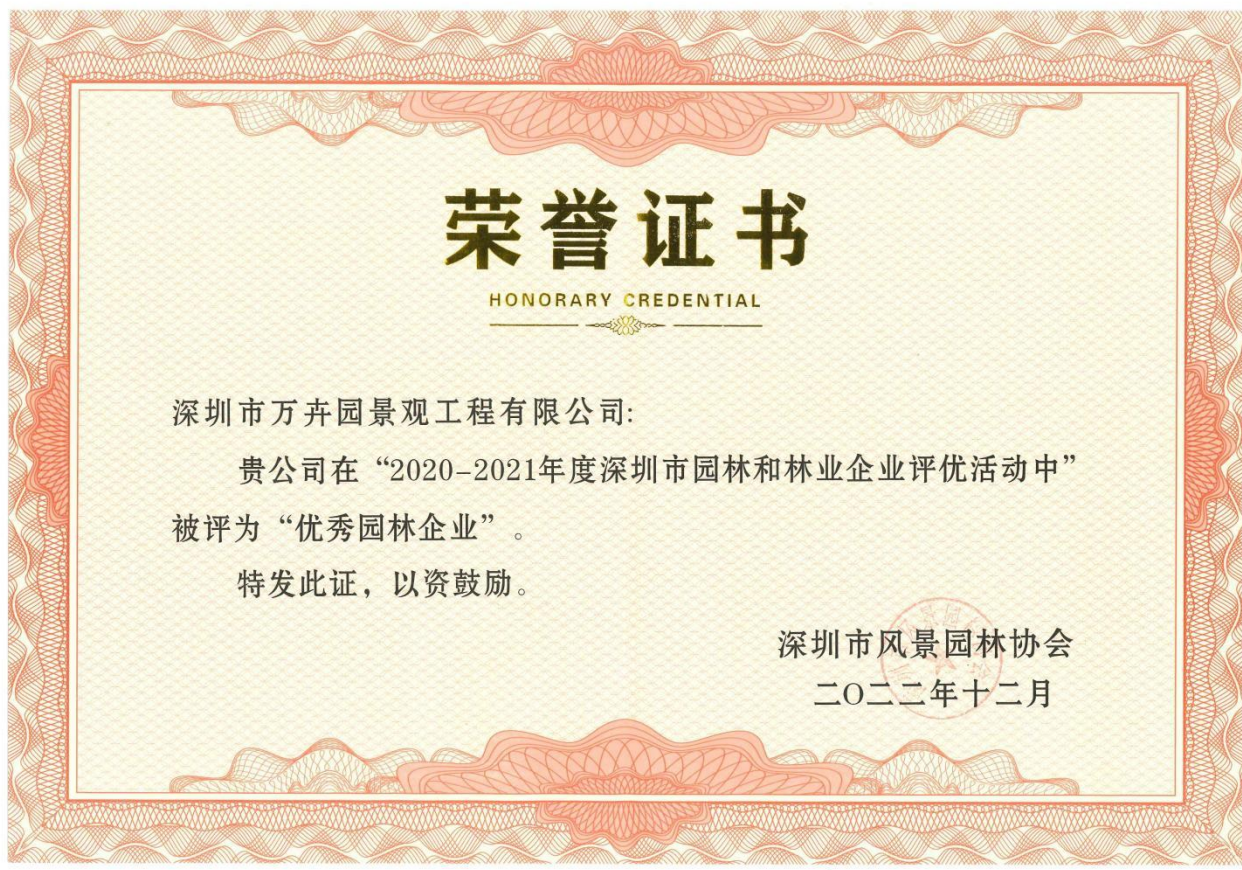 荣誉证书
HONORARY CREDENTIAL
深圳市万卉园景观工程有限公司:
贵公司在“2020-2021年度深圳市园林和林业企业评优活动中”
被评为“优秀园林企业”。
特发此证，以资鼓励。
深圳市风景园林协会
二O二二年十二月